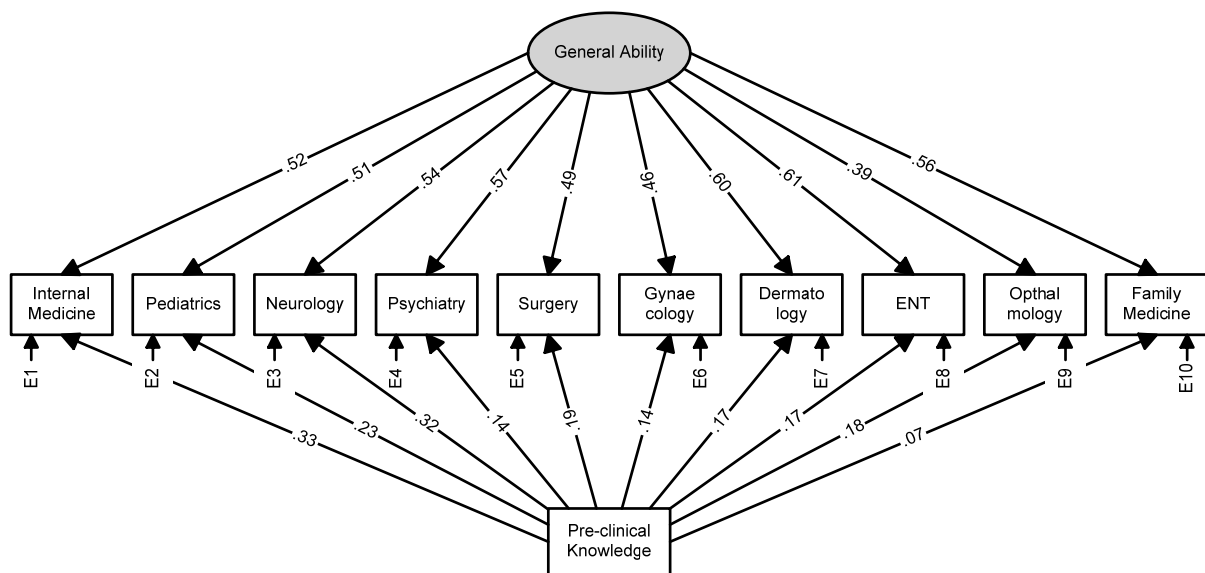 General Ability
.52
.51
.54
.57
.49
.46
.60
.61
.39
.56
Internal
Medicine
Pediatrics
Neurology
Psychiatry
Surgery
Gynae
cology
Dermato
logy
ENT
Opthal
mology
Family
Medicine
E1
E2
E3
E4
E5
E6
E7
E8
E9
E10
.33
.23
.32
.14
.19
.14
.17
.17
.18
.07
Pre-clinical
Knowledge